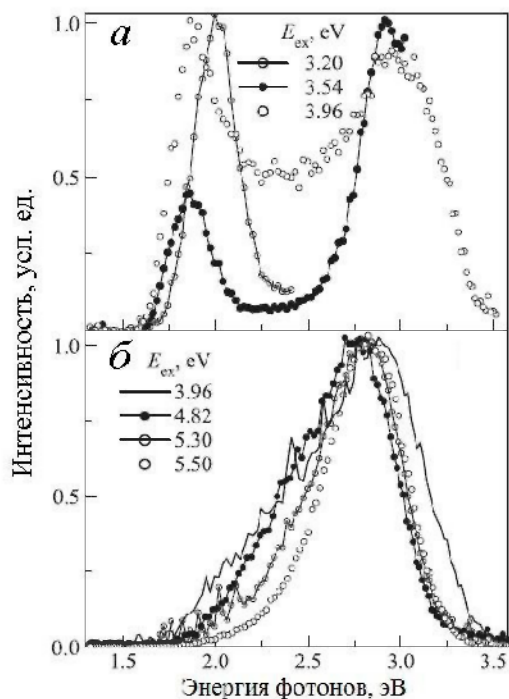 а
E_ex, eV
3.20
3.54
3.96
1.0
0.5
б
E_ex, eV
3.96
4.82
5.30
5.50
1.0
0.5
0.0
1.5 2.0 2.5 3.0 3.5
Энергия фотонов, эВ
Интенсивность, усл. ед.